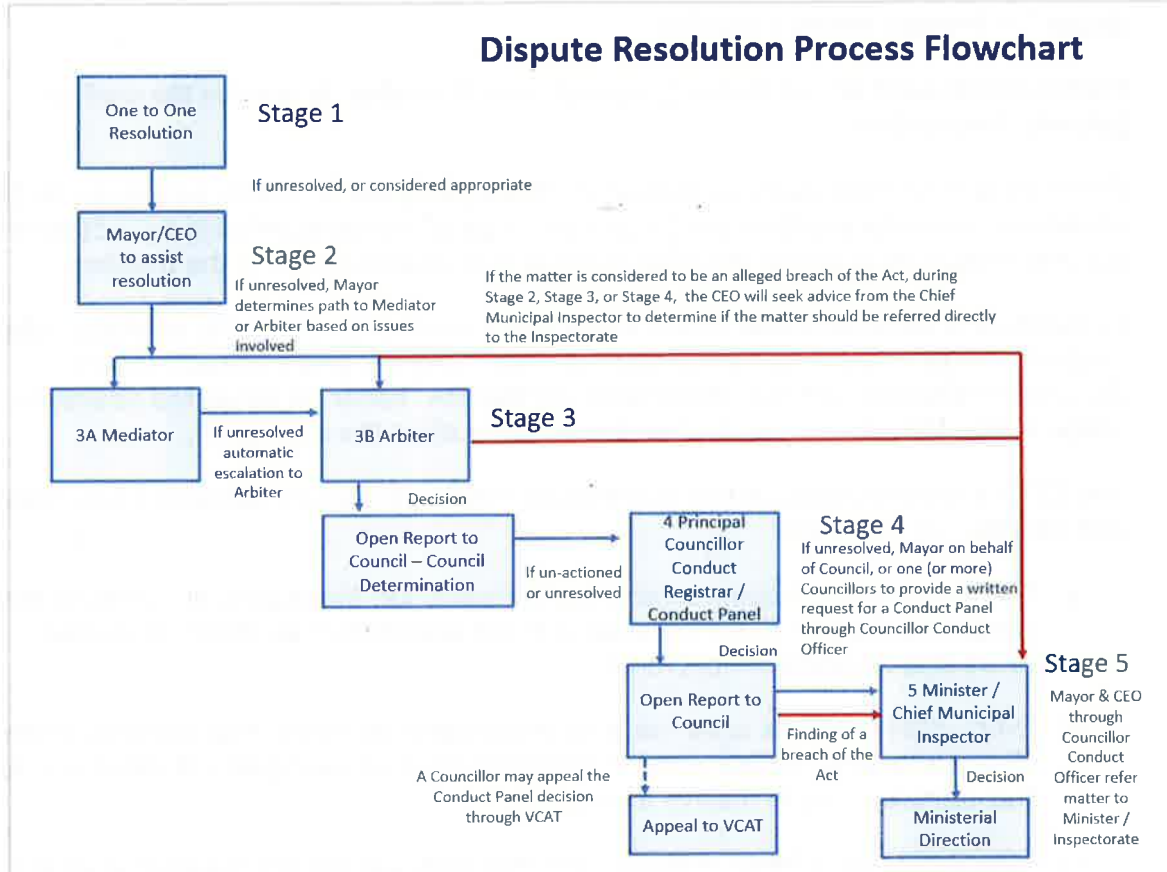 Dispute Resolution Process Flowchart
One to One
Resolution
Stage 1
If unresolved, or considered appropriate
Mayor/CEO
to assist
resolution
Stage 2
If unresolved, Mayor
determines path to Mediator
or Arbiter based on issues
involved
If the matter is considered to be an alleged breach of the Act, during
Stage 2, Stage 3, or Stage 4, the CEO will seek advice from the Chief
Municipal Inspector to determine if the matter should be referred directly
to the Inspectorate
3A Mediator
If unresolved
automatic
escalation to
Arbiter
3B Arbiter
Stage 3
Decision
Open Report to
Council – Council
Determination
If un-actioned
or unresolved
4 Principal
Councillor
Conduct
Registrar /
Conduct Panel
Stage 4
If unresolved, Mayor on behalf
of Council, or one (or more)
Councillors to provide a written
request for a Conduct Panel
through Councillor Conduct
Officer
Decision
Open Report to
Council
Finding of a
breach of the
Act
5 Minister /
Chief Municipal
Inspector
Stage 5
Mayor & CEO
through
Councillor
Conduct
Officer refer
matter to
Minister /
Inspectorate
A Councillor may appeal the
Conduct Panel decision
through VCAT
Appeal to VCAT
Decision
Ministerial
Direction